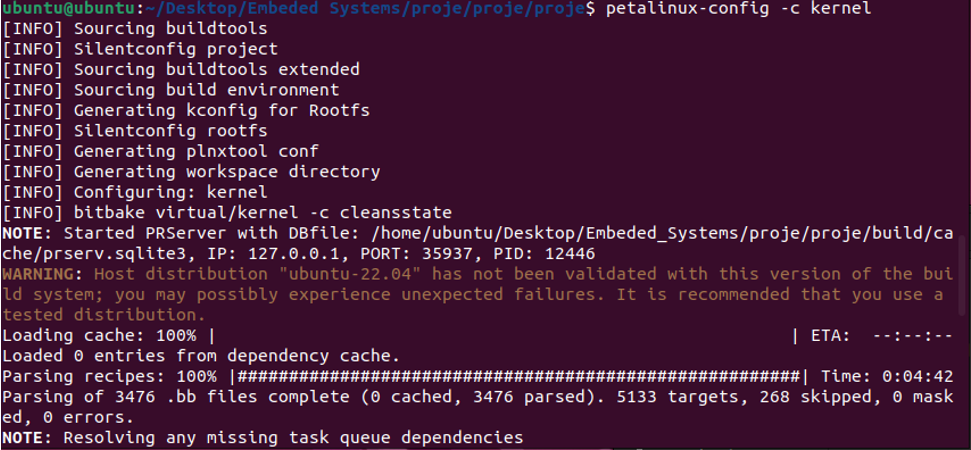 ubuntu@ubuntu:~/Desktop/Embeded Systems/proje/proje/proje$ petalinux-config -c kernel
[INFO] Sourcing buildtools
[INFO] Silentconfig project
[INFO] Sourcing buildtools extended
[INFO] Sourcing build environment
[INFO] Generating kconfig for Rootfs
[INFO] Silentconfig rootfs
[INFO] Generating plnxtool conf
[INFO] Generating workspace directory
[INFO] Configuring: kernel
[INFO] bitbake virtual/kernel -c cleansstate
NOTE: Started PRServer with DBfile: /home/ubuntu/Desktop/Embeded_Systems/proje/proje/build/ca
che/prserv.sqlite3, IP: 127.0.0.1, PORT: 35937, PID: 12446
WARNING: Host distribution "ubuntu-22.04" has not been validated with this version of the bui
ld system; you may possibly experience unexpected failures. It is recommended that you use a
tested distribution.
Loading cache: 100% | | ETA:  --:--:--
Loaded 0 entries from dependency cache.
Parsing recipes: 100% |#######################################################| Time: 0:04:42
Parsing of 3476 .bb files complete (0 cached, 3476 parsed). 5133 targets, 268 skipped, 0 mask
ed, 0 errors.
NOTE: Resolving any missing task queue dependencies